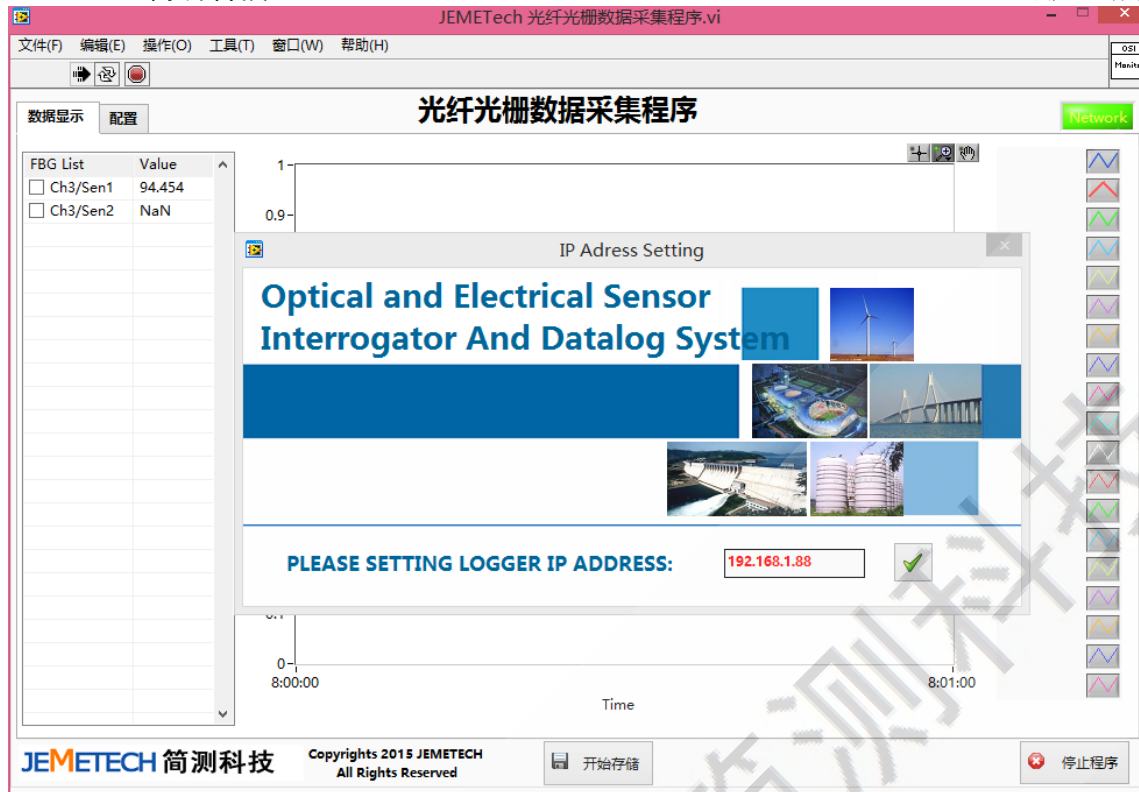 JEMETech 光纤光栅数据采集程序.vi
文件(F) 编辑(E) 操作(O) 工具(T) 窗口(W) 帮助(H)
OSI
数据显示 配置
光纤光栅数据采集程序
Network
FBG List Value
Ch3/Sen1 94.454
Ch3/Sen2 NaN
1
0.9
IP Adress Setting
Optical and Electrical Sensor
Interrogator And Datalog System
PLEASE SETTING LOGGER IP ADDRESS: 192.168.1.88
0
8:00:00 8:01:00
Time
JEMETECH 简测科技
Copyrights 2015 JEMETECH
All Rights Reserved
开始存储
停止程序